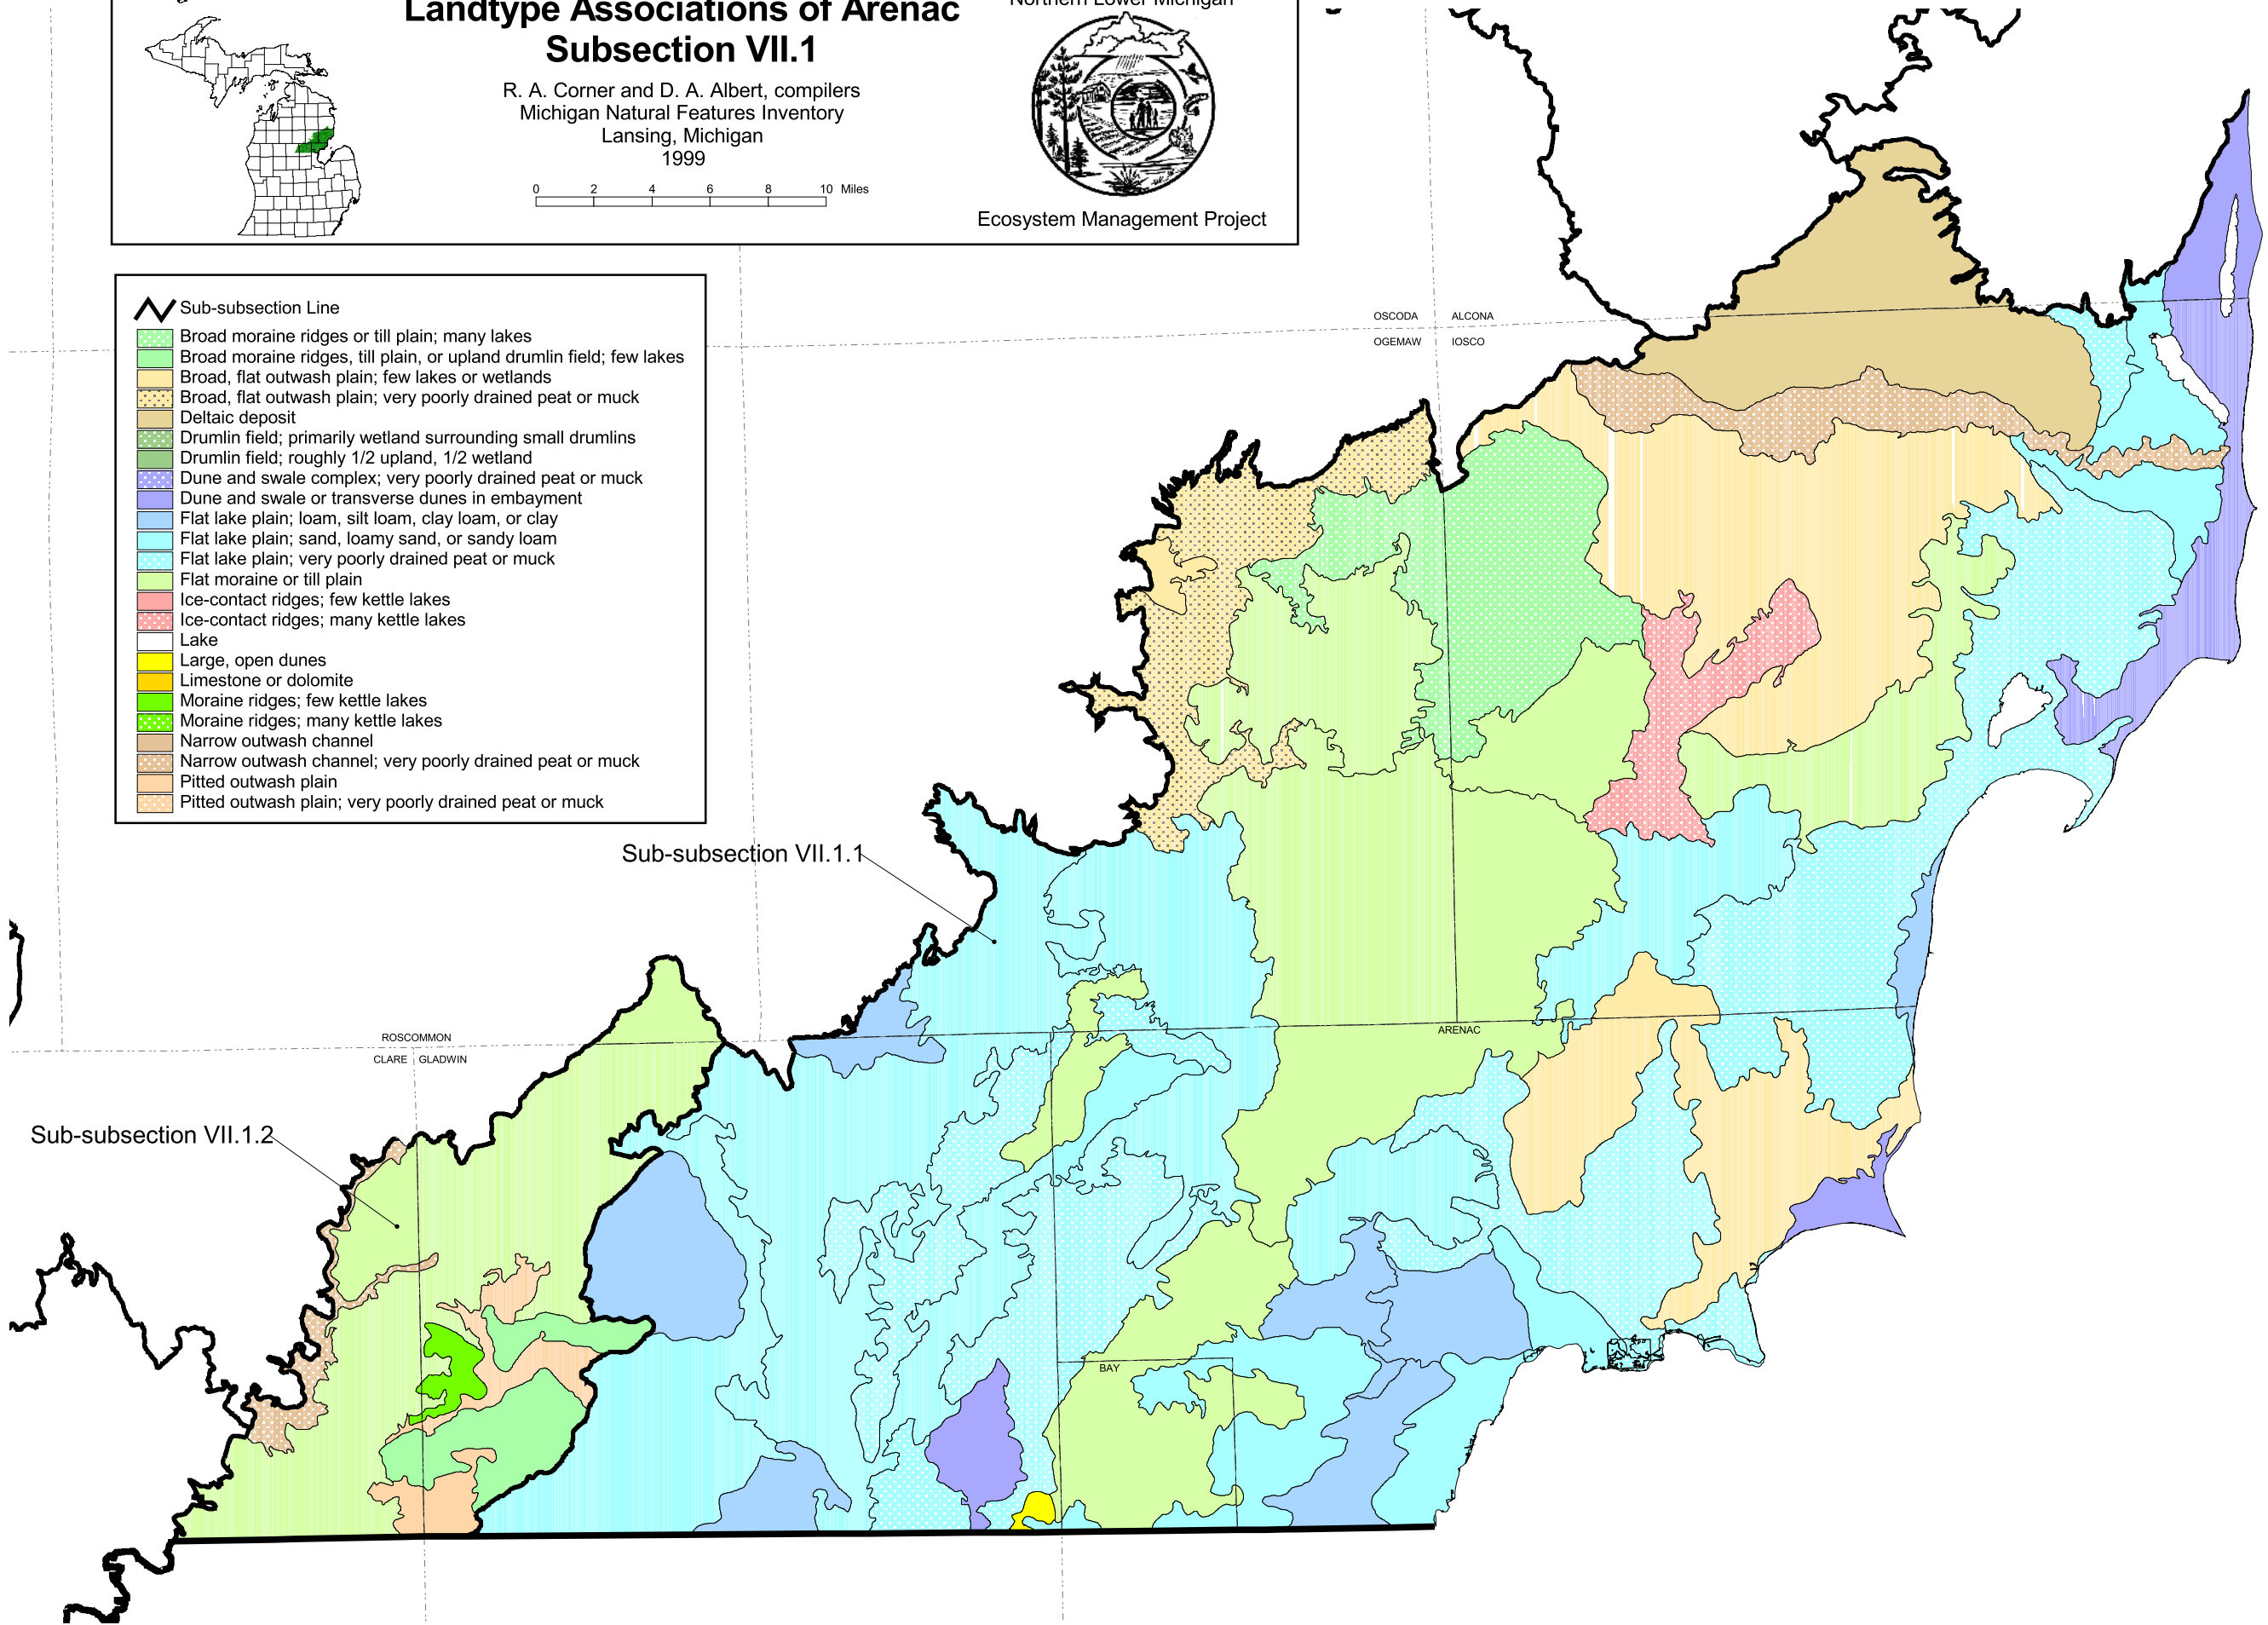 Northern Lower Michigan
Landtype Associations of Arenac
Subsection VII.1
R. A. Corner and D. A. Albert, compilers
Michigan Natural Features Inventory
Lansing, Michigan
1999
0 2 4 6 8 10 Miles
Ecosystem Management Project
Sub-subsection Line
Broad moraine ridges or till plain; many lakes
Broad moraine ridges, till plain, or upland drumlin field; few lakes
Broad, flat outwash plain; few lakes or wetlands
Broad, flat outwash plain; very poorly drained peat or muck
Deltaic deposit
Drumlin field; primarily wetland surrounding small drumlins
Drumlin field; roughly 1/2 upland, 1/2 wetland
Dune and swale complex; very poorly drained peat or muck
Dune and swale or transverse dunes in embayment
Flat lake plain; loam, silt loam, clay loam, or clay
Flat lake plain; sand, loamy sand, or sandy loam
Flat lake plain; very poorly drained peat or muck
Flat moraine or till plain
Ice-contact ridges; few kettle lakes
Ice-contact ridges; many kettle lakes
Lake
Large, open dunes
Limestone or dolomite
Moraine ridges; few kettle lakes
Moraine ridges; many kettle lakes
Narrow outwash channel
Narrow outwash channel; very poorly drained peat or muck
Pitted outwash plain
Pitted outwash plain; very poorly drained peat or muck
OSCODA ALCONA
OGEMAW IOSCO
Sub-subsection VII.1.1
ROSCOMMON
CLARE GLADWIN
ARENAC
Sub-subsection VII.1.2
BAY